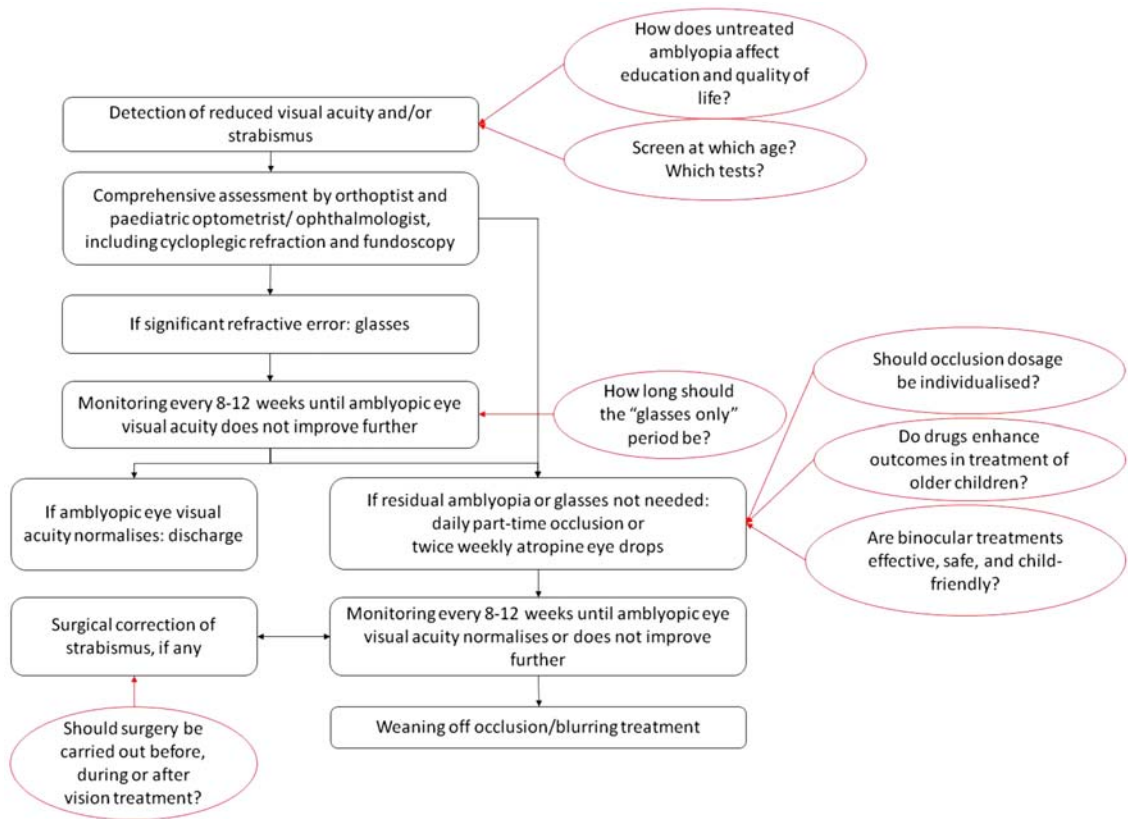 How does untreated
amblyopia affect
education and quality of
life?
Detection of reduced visual acuity and/or
strabismus
Screen at which age?
Which tests?
Comprehensive assessment by orthoptist and
paediatric optometrist/ ophthalmologist,
including cycloplegic refraction and fundoscopy
If significant refractive error: glasses
Monitoring every 8-12 weeks until amblyopic eye
visual acuity does not improve further
How long should
the “glasses only”
period be?
Should occlusion dosage
be individualised?
Do drugs enhance
outcomes in treatment of
older children?
Are binocular treatments
effective, safe, and child-
friendly?
If amblyopic eye visual
acuity normalises: discharge
If residual amblyopia or glasses not needed:
daily part-time occlusion or
twice weekly atropine eye drops
Surgical correction of
strabismus, if any
Monitoring every 8-12 weeks until amblyopic eye
visual acuity normalises or does not improve
further
Weaning off occlusion/blurring treatment
Should surgery be
carried out before,
during or after
vision treatment?